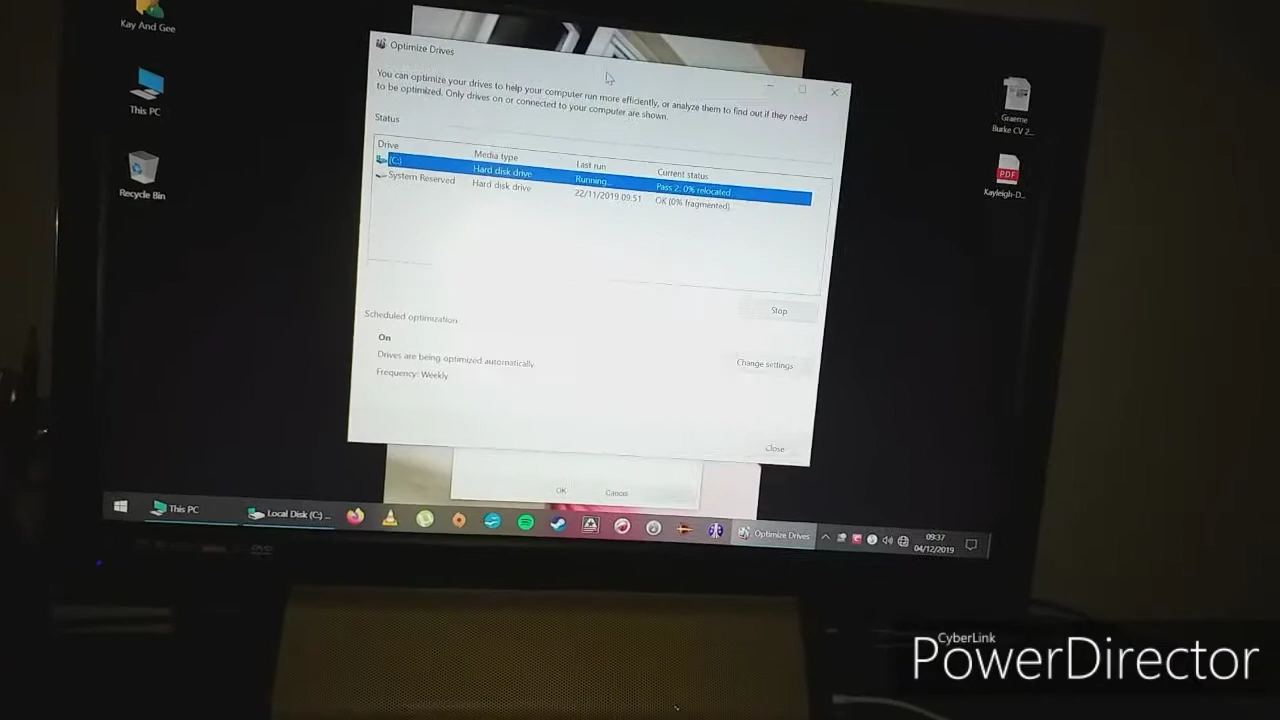 Kay And Gee
This PC
Recycle Bin
Optimize Drives
You can optimize your drives to help your computer run more efficiently, or analyze them to find out if they need
to be optimized. Only drives on or connected to your computer are shown.
Status
Drive Media type Last run Current status
(C:) Hard disk drive Running... Pass 2: 0% relocated
System Reserved Hard disk drive 22/11/2019 09:51 OK (0% fragmented)
Stop
Scheduled optimization
On
Drives are being optimized automatically.
Frequency: Weekly
Change settings
Close
OK Cancel
Graeme
Burke CV 2...
PDF
Kayleigh-D...
This PC Local Disk (C:) ... Optimize Drives 09:37
04/12/2019
DVD
CyberLink
PowerDirector